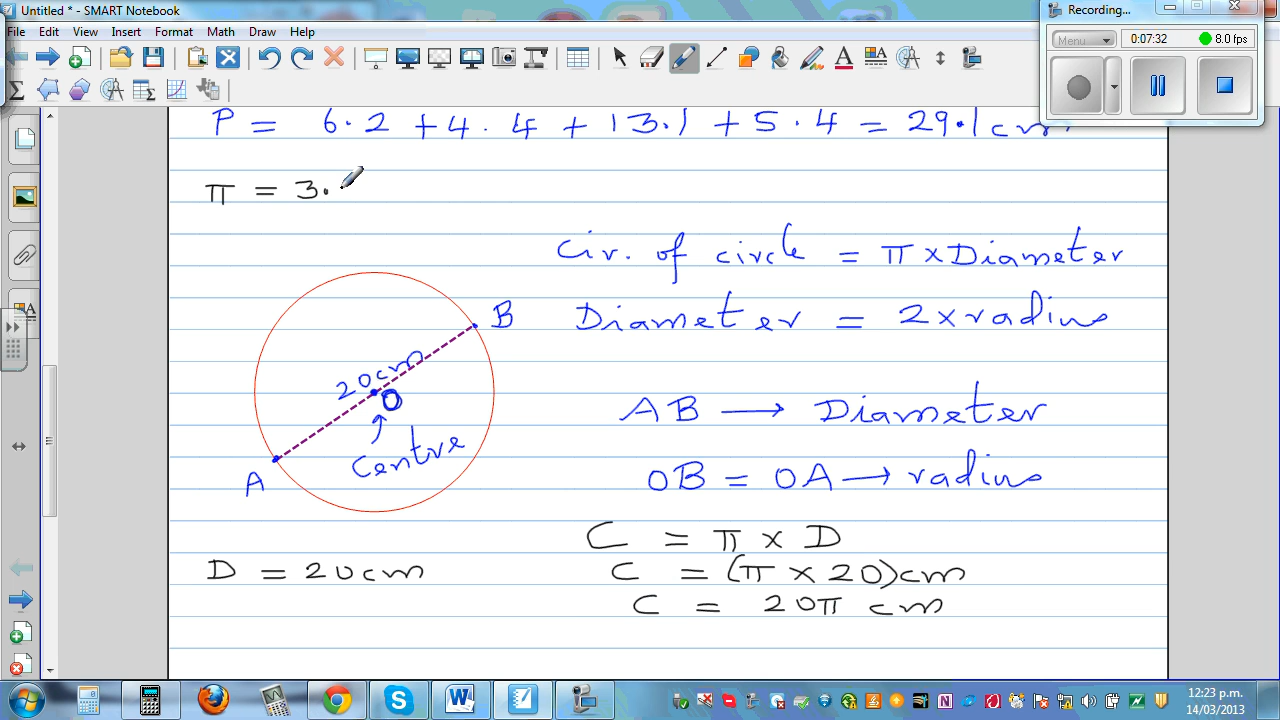 Untitled * - SMART Notebook
Recording...
File Edit View Insert Format Math Draw Help
Menu 0:07:32 8.0 fps
P = 6.2 + 4.4 + 13.1 + 5.4 = 29.1 cm
π = 3.
Cir. of circle = π × Diameter
B
Diameter = 2 × radius
20cm
O
AB → Diameter
Centre
A
OB = OA → radius
C = π × D
D = 20cm
C = (π × 20) cm
C = 20π cm
12:23 p.m.
14/03/2013